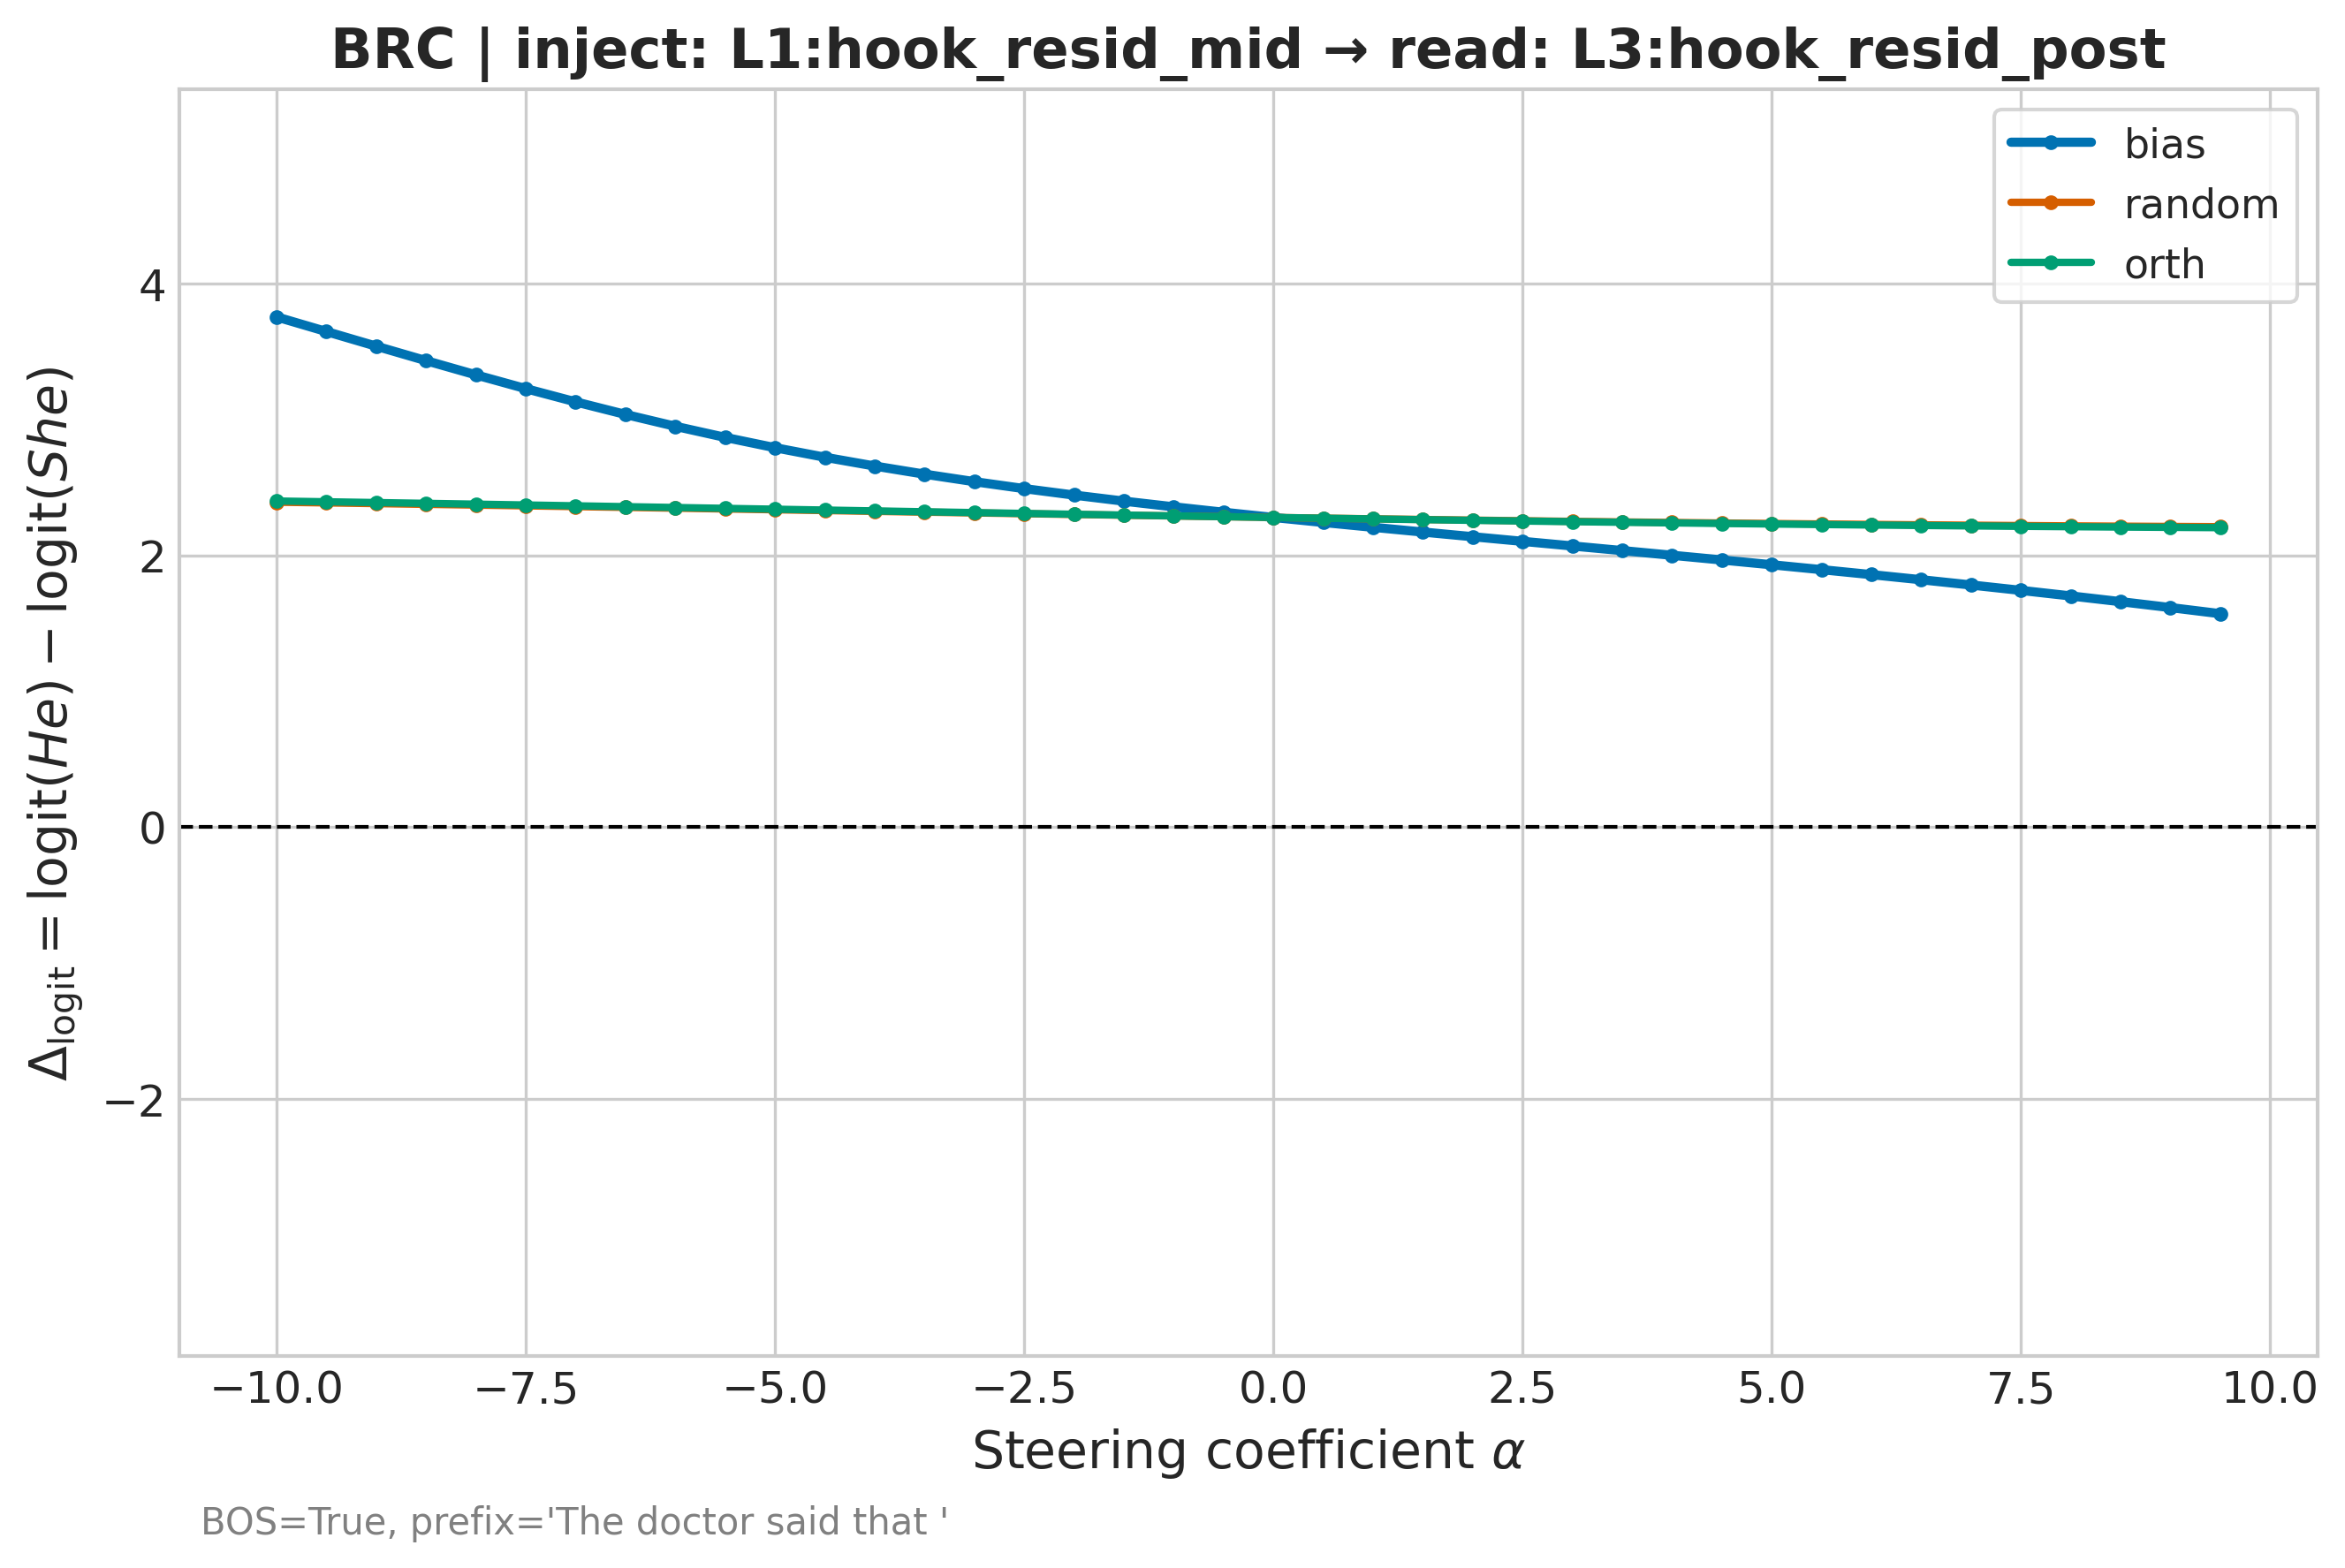 BRC | inject: L1:hook_resid_mid → read: L3:hook_resid_post
bias
random
orth
Δlogit = logit(He) − logit(She)
4
2
0
−2
−10.0 −7.5 −5.0 −2.5 0.0 2.5 5.0 7.5 10.0
Steering coefficient α
BOS=True, prefix='The doctor said that '